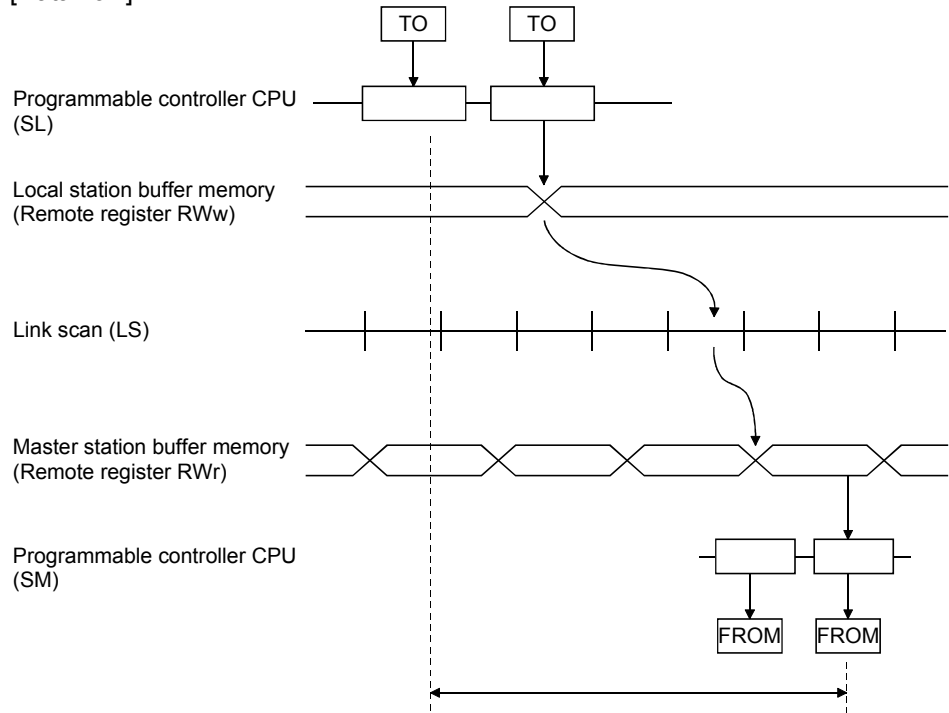 TO TO
Programmable controller CPU
(SL)
Local station buffer memory
(Remote register RWw)
Link scan (LS)
Master station buffer memory
(Remote register RWr)
Programmable controller CPU
(SM)
FROM FROM